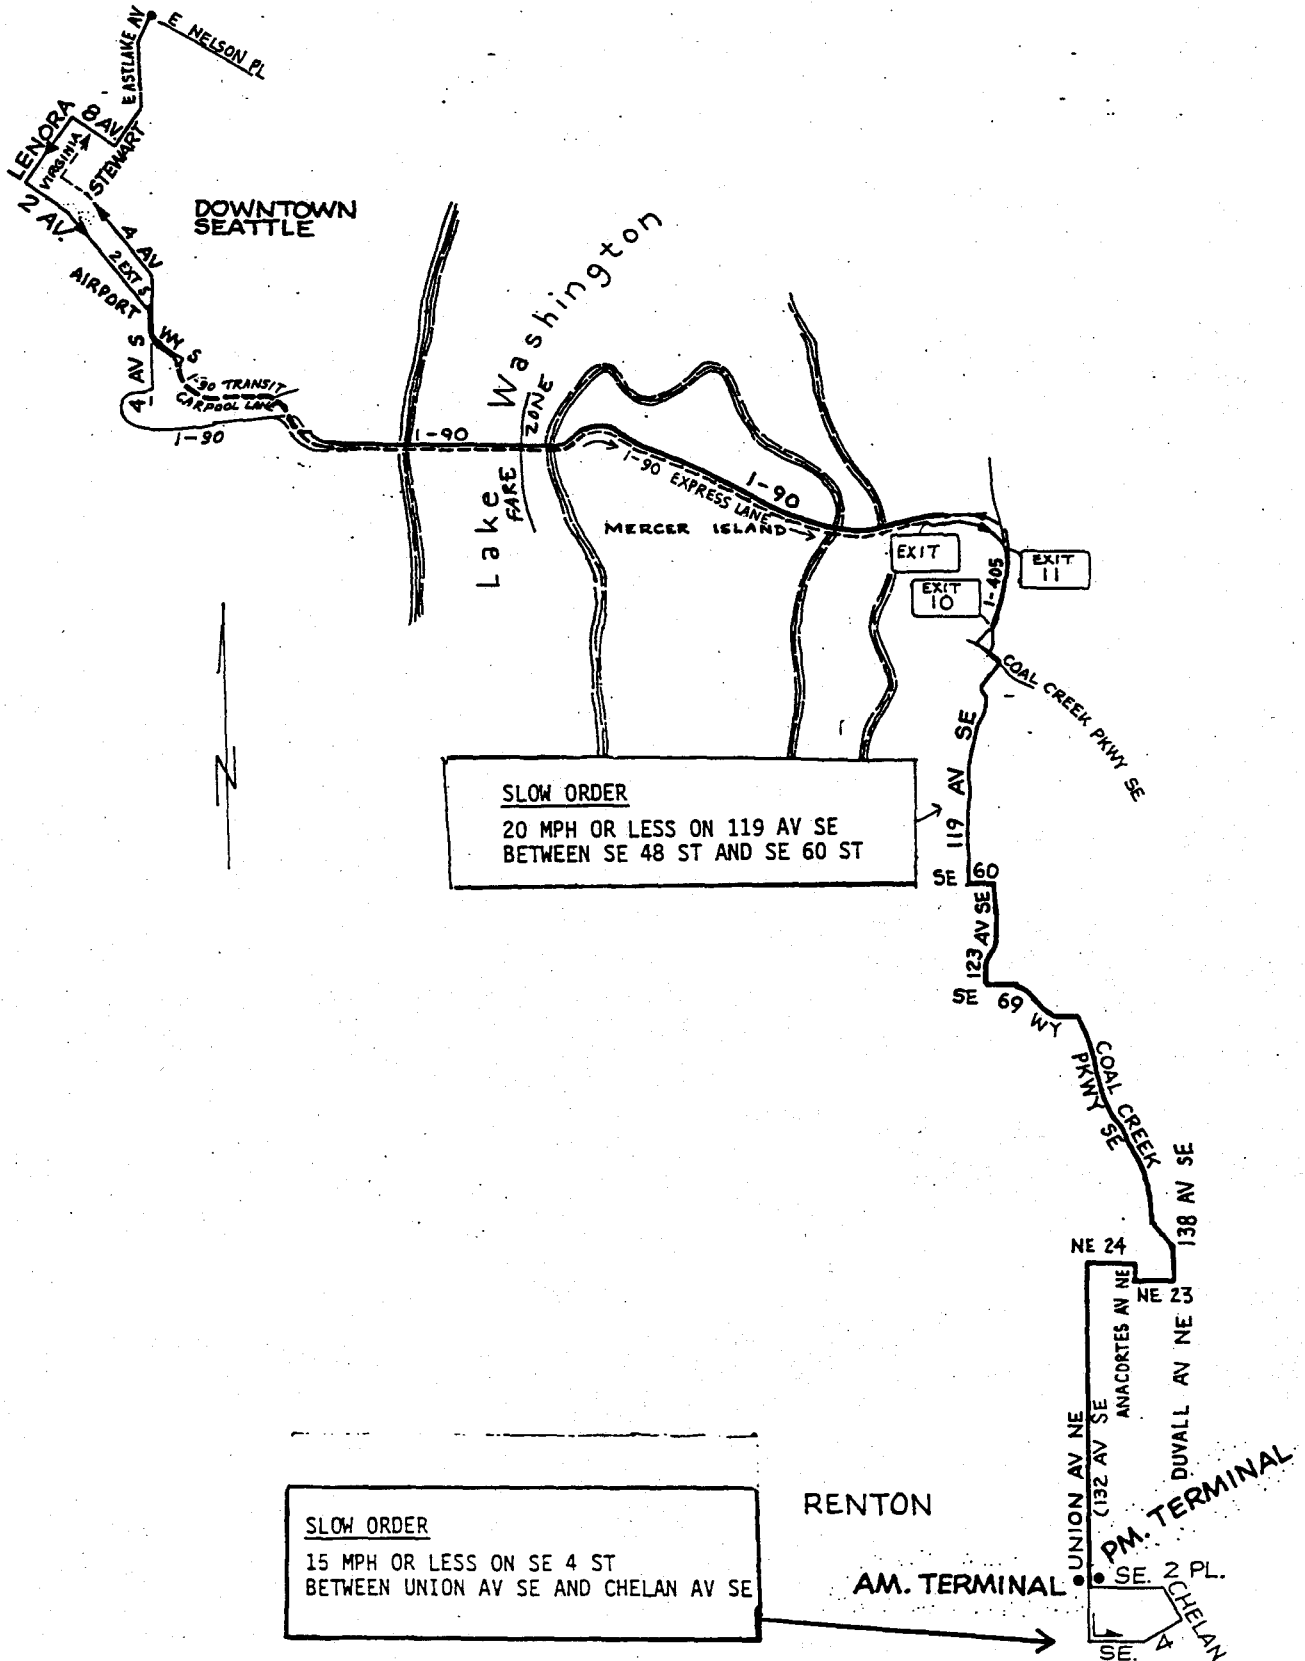 EASTLAKE AV
E NELSON PL
LENORA
8 AV.
VIRGINIA
STEWART
2 AV.
DOWNTOWN
SEATTLE
4 AV
2 EXT S
AIRPORT
WY S
4 AV S
I-90 TRANSIT
CARPOOL LANE
I-90
I-90
Lake Washington
FARE ZONE
I-90 EXPRESS LANE
I-90
MERCER ISLAND
EXIT
EXIT
11
EXIT
10
I-405
COAL CREEK PKWY SE
N
119 AV SE
SLOW ORDER
20 MPH OR LESS ON 119 AV SE
BETWEEN SE 48 ST AND SE 60 ST
SE 60
123 AV SE
SE 69 WY
COAL CREEK
PKWY SE
138 AV SE
NE 24
NE 23
ANACORTES AV NE
DUVALL AV NE
UNION AV NE
(132 AV SE
RENTON
PM. TERMINAL
AM. TERMINAL
SE. 2 PL.
CHELAN
SE. 4
SLOW ORDER
15 MPH OR LESS ON SE 4 ST
BETWEEN UNION AV SE AND CHELAN AV SE